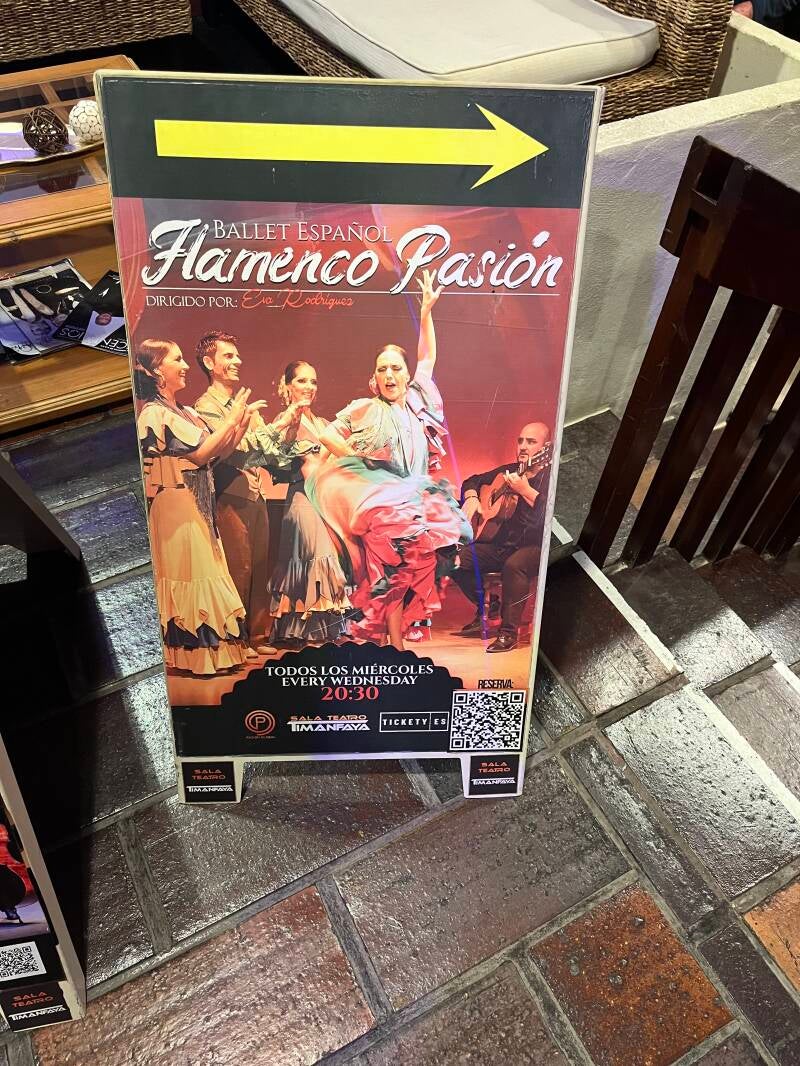 BALLET ESPAÑOL
Flamenco Pasión
DIRIGIDO POR: Eva Rodríguez
TODOS LOS MIÉRCOLES
EVERY WEDNESDAY
20:30
RESERVA:
SALA TEATRO
TIMANFAYA
TICKETY ES
SALA
TEATRO
TIMANFAYA
SALA
TEATRO
TIMANFAYA
SALA
TEATRO
TIMANFAYA